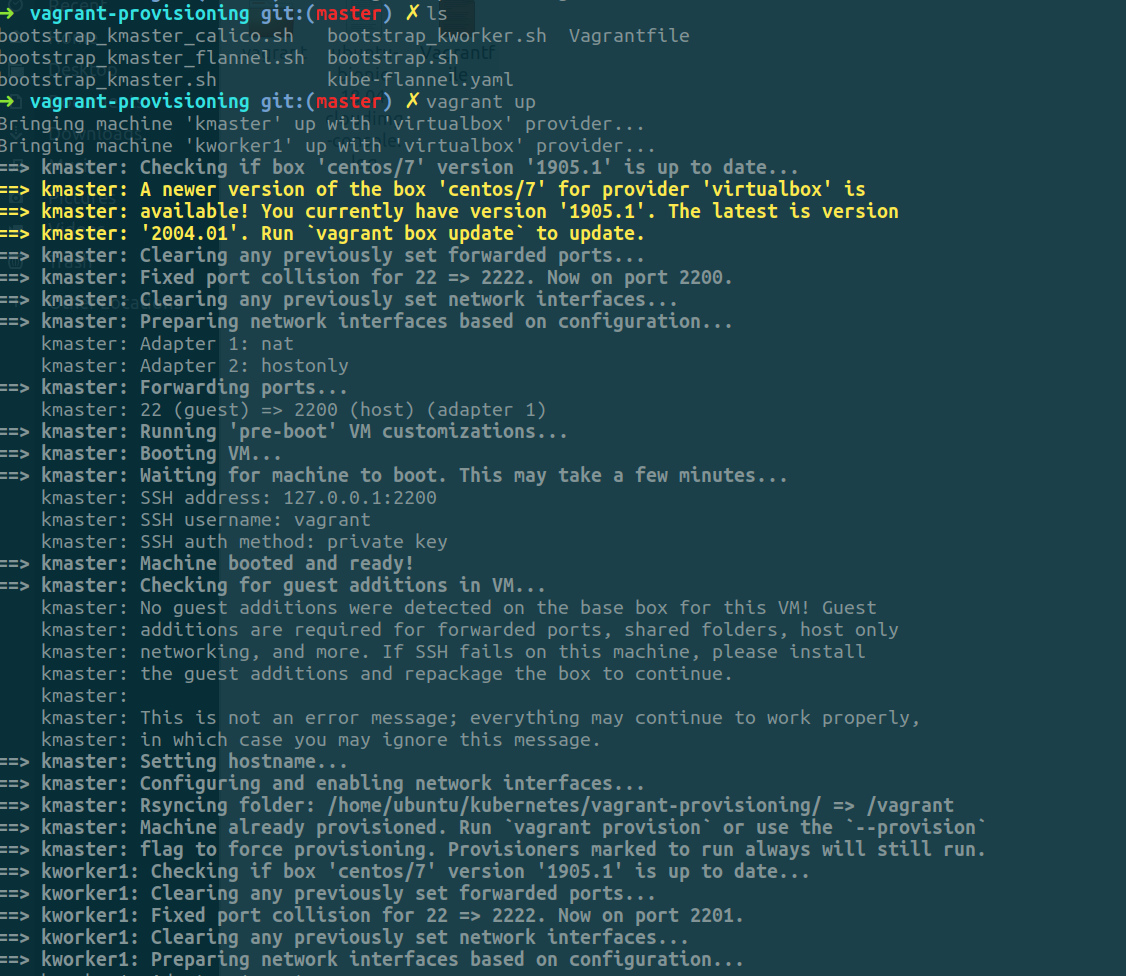 ➜ vagrant-provisioning git:(master) ✗ ls
bootstrap_kmaster_calico.sh bootstrap_kworker.sh Vagrantfile
bootstrap_kmaster_flannel.sh bootstrap.sh
bootstrap_kmaster.sh kube-flannel.yaml
➜ vagrant-provisioning git:(master) ✗ vagrant up
Bringing machine 'kmaster' up with 'virtualbox' provider...
Bringing machine 'kworker1' up with 'virtualbox' provider...
==> kmaster: Checking if box 'centos/7' version '1905.1' is up to date...
==> kmaster: A newer version of the box 'centos/7' for provider 'virtualbox' is
==> kmaster: available! You currently have version '1905.1'. The latest is version
==> kmaster: '2004.01'. Run `vagrant box update` to update.
==> kmaster: Clearing any previously set forwarded ports...
==> kmaster: Fixed port collision for 22 => 2222. Now on port 2200.
==> kmaster: Clearing any previously set network interfaces...
==> kmaster: Preparing network interfaces based on configuration...
kmaster: Adapter 1: nat
kmaster: Adapter 2: hostonly
==> kmaster: Forwarding ports...
kmaster: 22 (guest) => 2200 (host) (adapter 1)
==> kmaster: Running 'pre-boot' VM customizations...
==> kmaster: Booting VM...
==> kmaster: Waiting for machine to boot. This may take a few minutes...
kmaster: SSH address: 127.0.0.1:2200
kmaster: SSH username: vagrant
kmaster: SSH auth method: private key
==> kmaster: Machine booted and ready!
==> kmaster: Checking for guest additions in VM...
kmaster: No guest additions were detected on the base box for this VM! Guest
kmaster: additions are required for forwarded ports, shared folders, host only
kmaster: networking, and more. If SSH fails on this machine, please install
kmaster: the guest additions and repackage the box to continue.
kmaster:
kmaster: This is not an error message; everything may continue to work properly,
kmaster: in which case you may ignore this message.
==> kmaster: Setting hostname...
==> kmaster: Configuring and enabling network interfaces...
==> kmaster: Rsyncing folder: /home/ubuntu/kubernetes/vagrant-provisioning/ => /vagrant
==> kmaster: Machine already provisioned. Run `vagrant provision` or use the `--provision`
==> kmaster: flag to force provisioning. Provisioners marked to run always will still run.
==> kworker1: Checking if box 'centos/7' version '1905.1' is up to date...
==> kworker1: Clearing any previously set forwarded ports...
==> kworker1: Fixed port collision for 22 => 2222. Now on port 2201.
==> kworker1: Clearing any previously set network interfaces...
==> kworker1: Preparing network interfaces based on configuration...